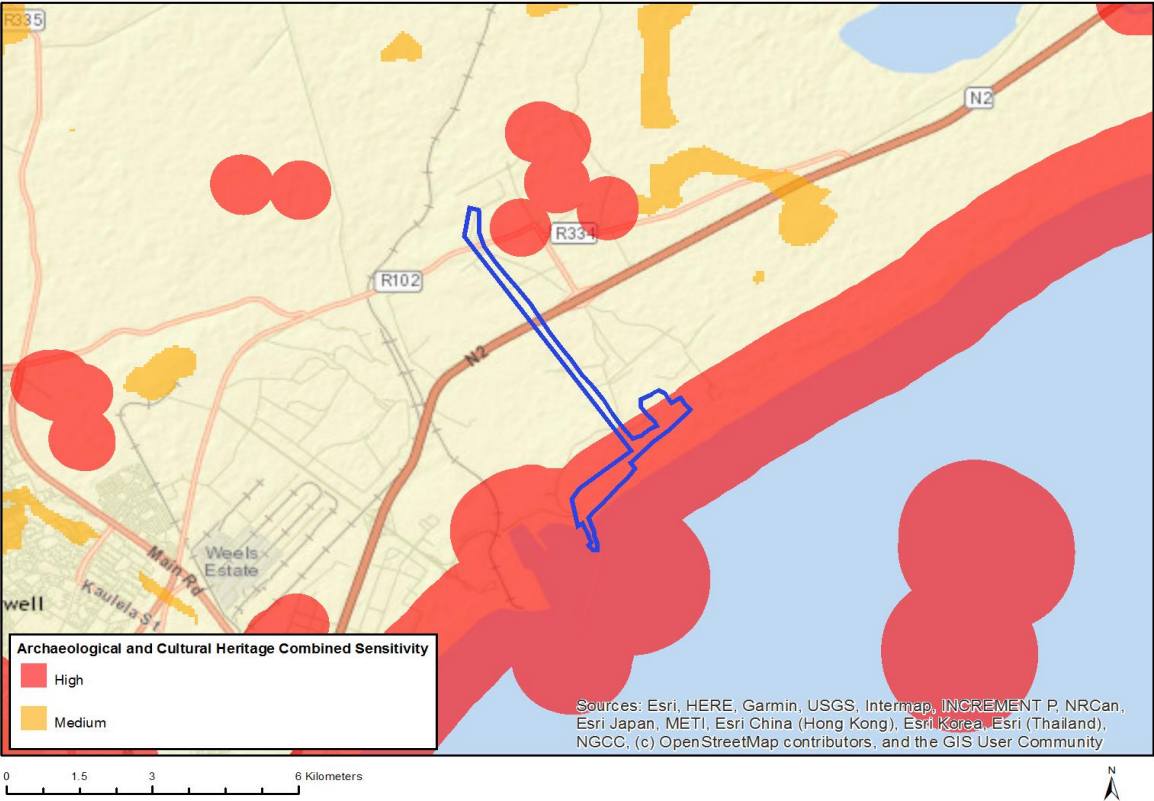 R335
N2
R334
R102
N2
Weels
Estate
Main Rd
Kaulela St
well
Archaeological and Cultural Heritage Combined Sensitivity
High
Medium
Sources: Esri, HERE, Garmin, USGS, Intermap, INCREMENT P, NRCan,
Esri Japan, METI, Esri China (Hong Kong), Esri Korea, Esri (Thailand),
NGCC, (c) OpenStreetMap contributors, and the GIS User Community
0 1.5 3 6 Kilometers
N